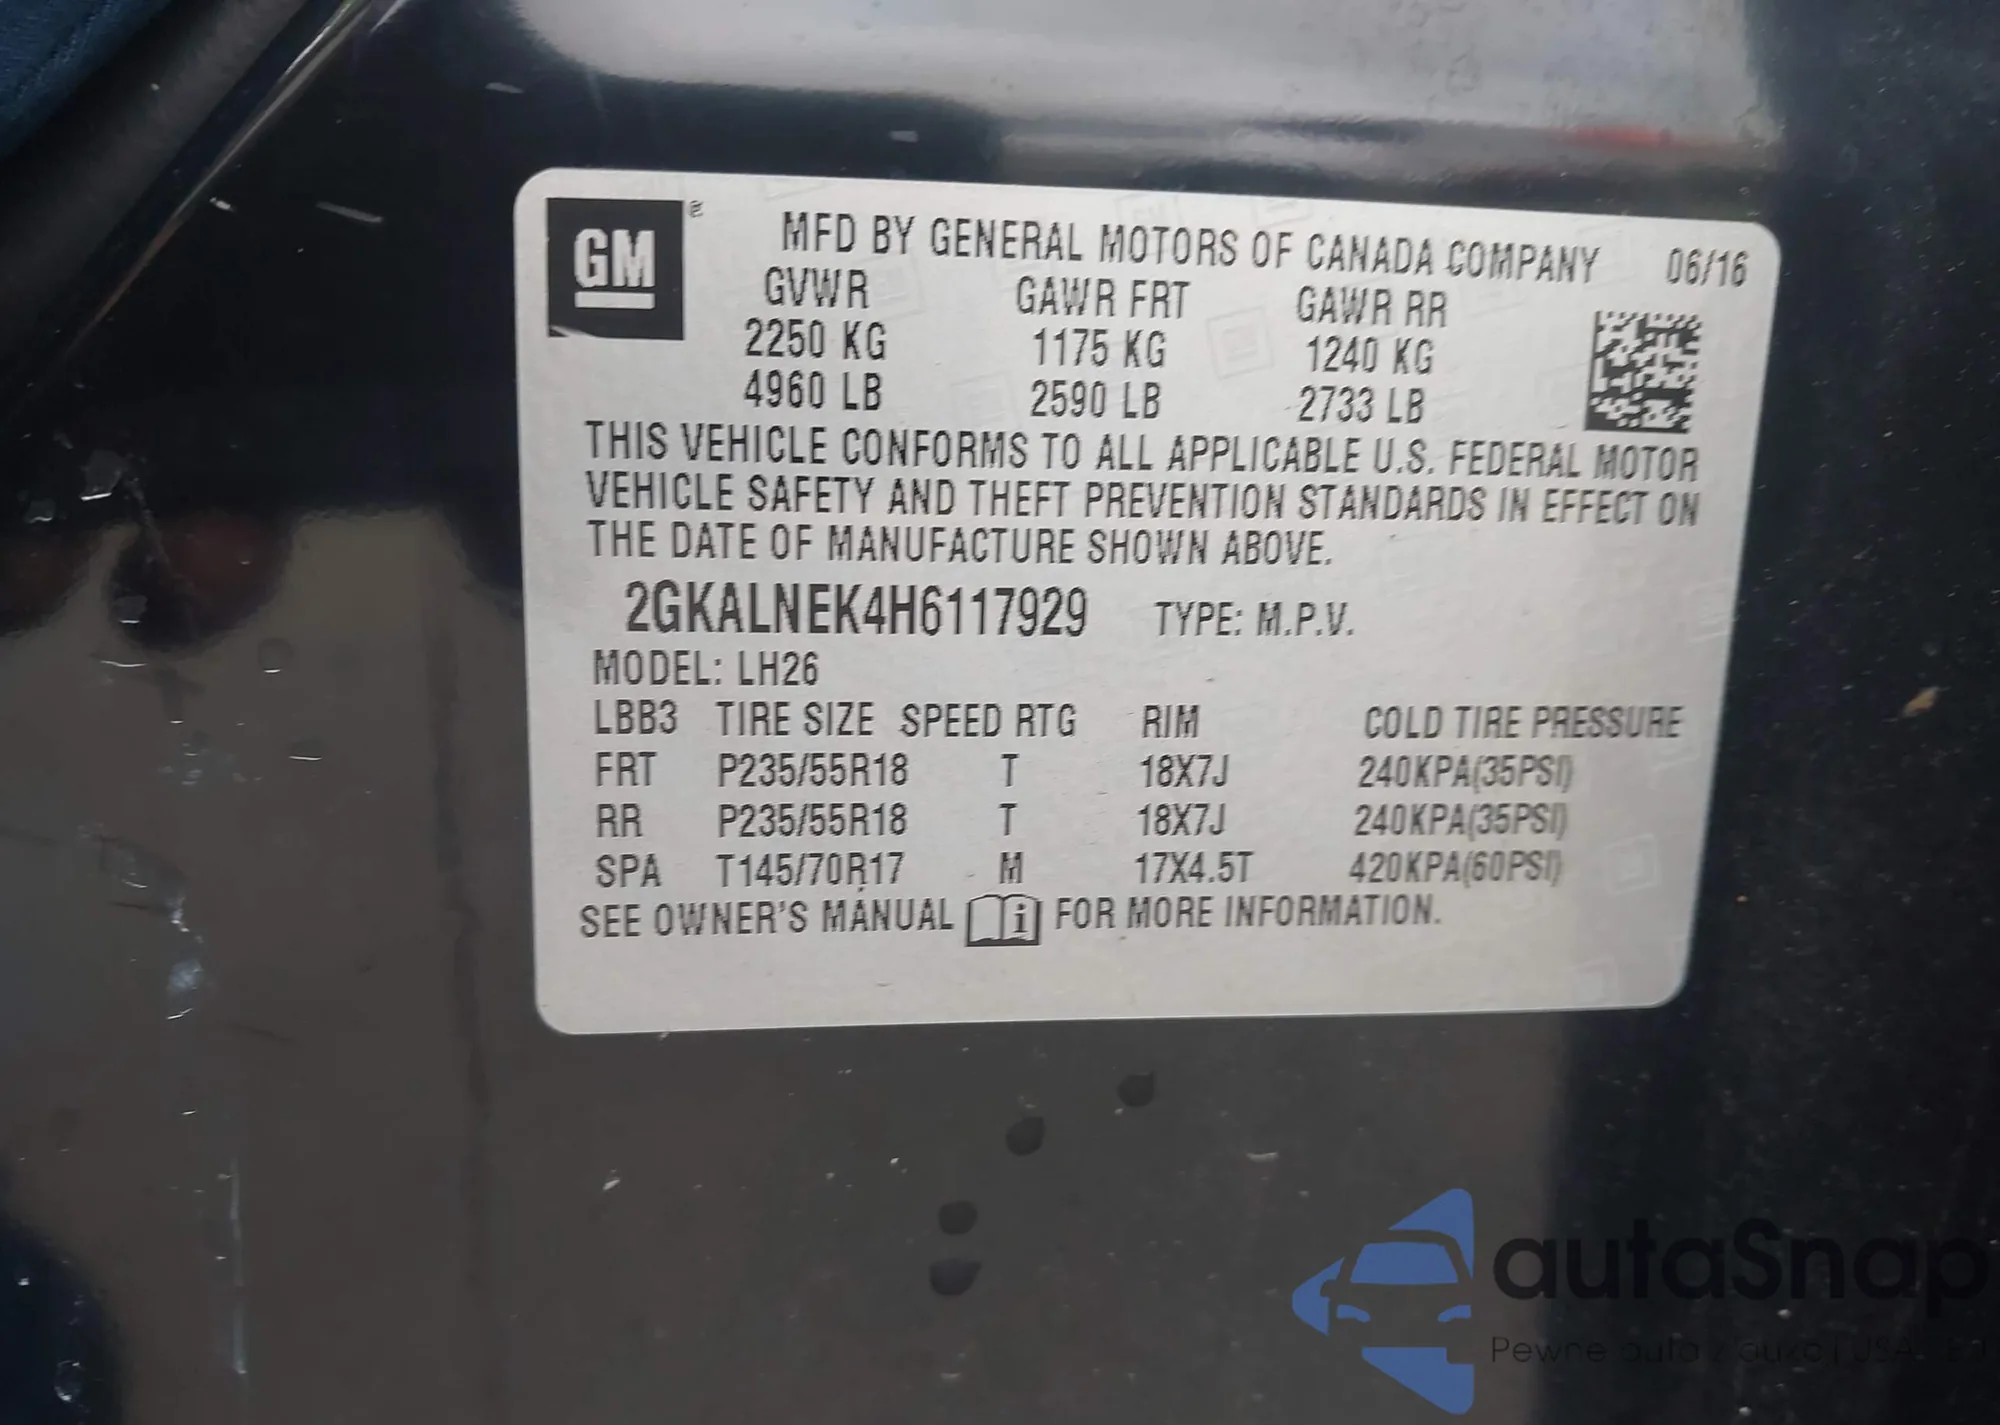 GM ®
MFD BY GENERAL MOTORS OF CANADA COMPANY 06/16
GVWR GAWR FRT GAWR RR
2250 KG 1175 KG 1240 KG
4960 LB 2590 LB 2733 LB
THIS VEHICLE CONFORMS TO ALL APPLICABLE U.S. FEDERAL MOTOR
VEHICLE SAFETY AND THEFT PREVENTION STANDARDS IN EFFECT ON
THE DATE OF MANUFACTURE SHOWN ABOVE.
2GKALNEK4H6117929 TYPE: M.P.V.
MODEL: LH26
LBB3 TIRE SIZE SPEED RTG RIM COLD TIRE PRESSURE
FRT P235/55R18 T 18X7J 240KPA(35PSI)
RR P235/55R18 T 18X7J 240KPA(35PSI)
SPA T145/70R17 M 17X4.5T 420KPA(60PSI)
SEE OWNER'S MANUAL i FOR MORE INFORMATION.
autaSnap
Pewne auta z aukcji USA